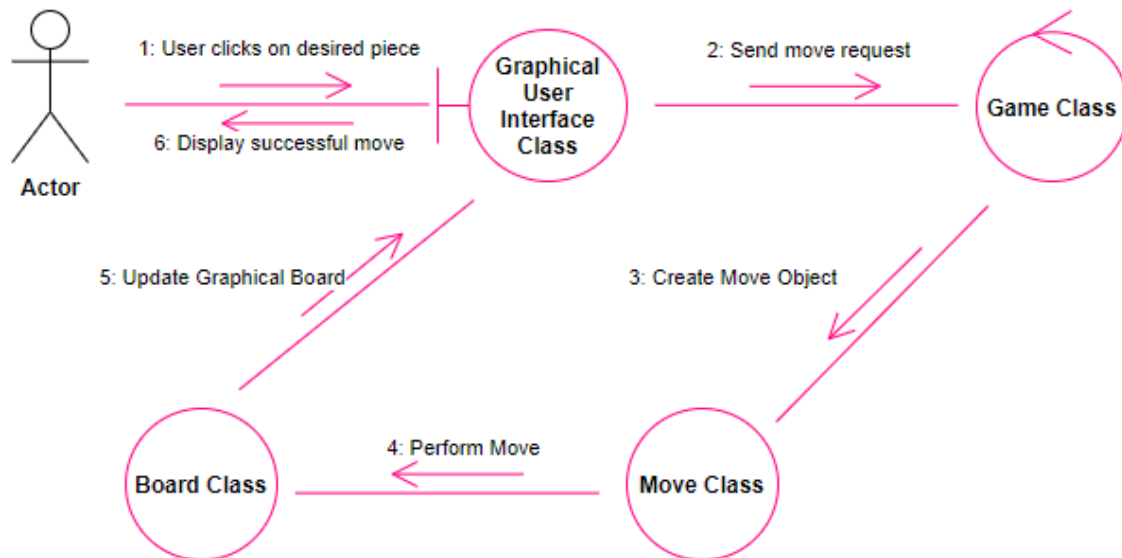 1: User clicks on desired piece
Graphical
User
Interface
Class
2: Send move request
Game Class
6: Display successful move
Actor
5: Update Graphical Board
3: Create Move Object
4: Perform Move
Board Class
Move Class